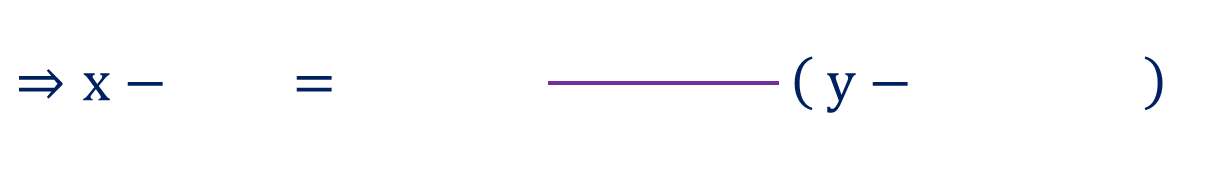 ⇒ x − = ( y − )